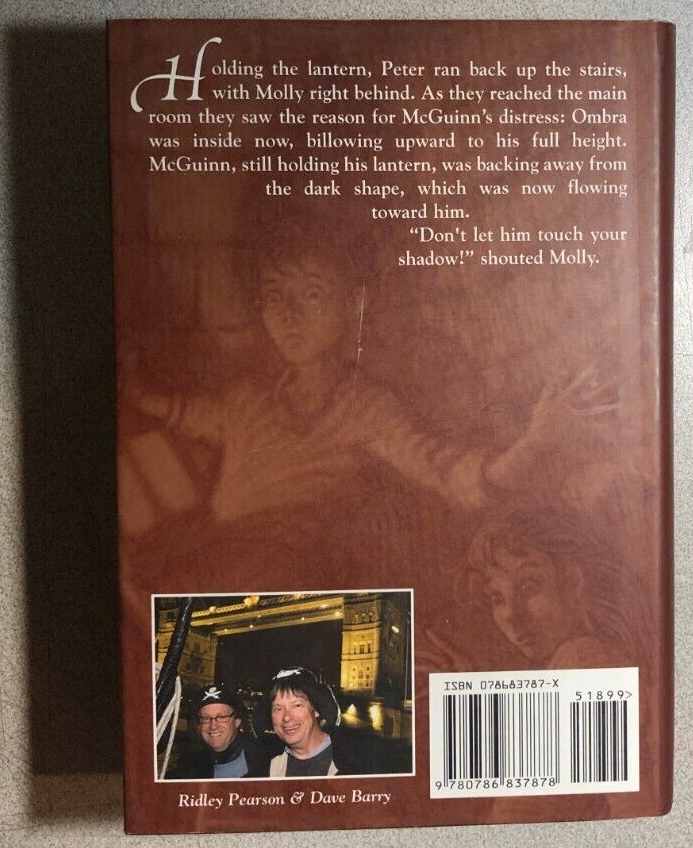 Holding the lantern, Peter ran back up the stairs,
with Molly right behind. As they reached the main
room they saw the reason for McGuinn's distress: Ombra
was inside now, billowing upward to his full height.
McGuinn, still holding his lantern, was backing away from
the dark shape, which was now flowing
toward him.
“Don't let him touch your
shadow!” shouted Molly.
Ridley Pearson & Dave Barry
ISBN 078683787-X
51899>
9 780786 837878